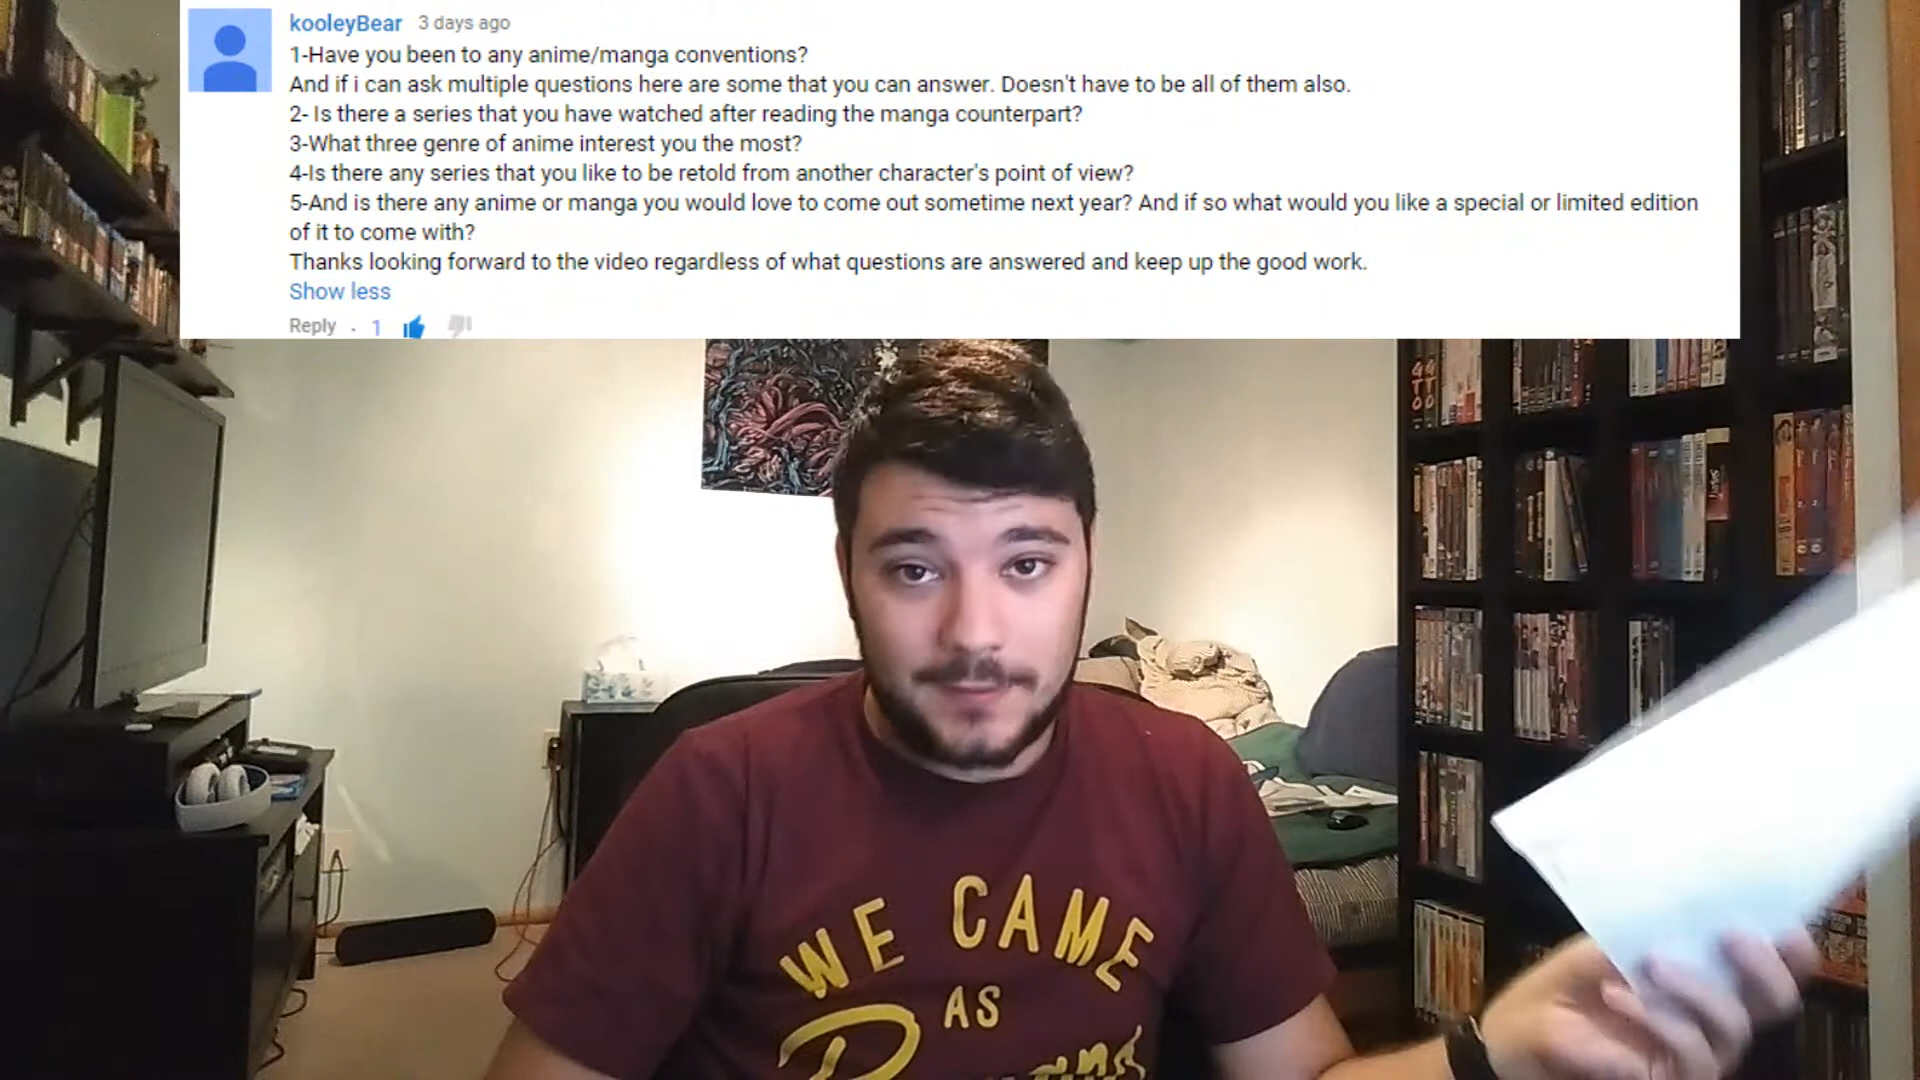 kooleyBear 3 days ago
1-Have you been to any anime/manga conventions?
And if i can ask multiple questions here are some that you can answer. Doesn't have to be all of them also.
2- Is there a series that you have watched after reading the manga counterpart?
3-What three genre of anime interest you the most?
4-Is there any series that you like to be retold from another character's point of view?
5-And is there any anime or manga you would love to come out sometime next year? And if so what would you like a special or limited edition
of it to come with?
Thanks looking forward to the video regardless of what questions are answered and keep up the good work.
Show less
Reply · 1
GTO
WE CAME
AS